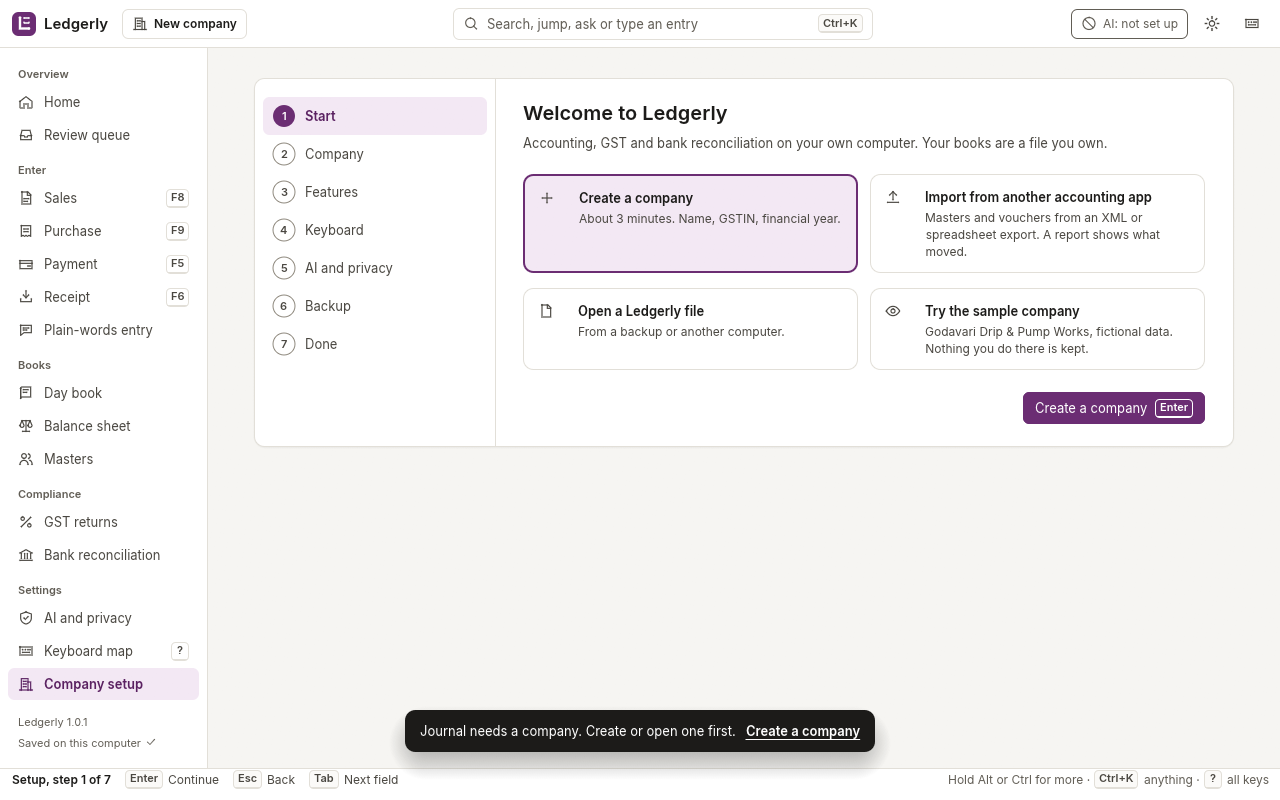 Ledgerly
New company
Search, jump, ask or type an entry
Ctrl+K
AI: not set up
Overview
Home
Review queue
Enter
Sales F8
Purchase F9
Payment F5
Receipt F6
Plain-words entry
Books
Day book
Balance sheet
Masters
Compliance
GST returns
Bank reconciliation
Settings
AI and privacy
Keyboard map ?
Company setup
Ledgerly 1.0.1
Saved on this computer
1 Start
2 Company
3 Features
4 Keyboard
5 AI and privacy
6 Backup
7 Done
Welcome to Ledgerly
Accounting, GST and bank reconciliation on your own computer. Your books are a file you own.
Create a company
About 3 minutes. Name, GSTIN, financial year.
Import from another accounting app
Masters and vouchers from an XML or
spreadsheet export. A report shows what
moved.
Open a Ledgerly file
From a backup or another computer.
Try the sample company
Godavari Drip & Pump Works, fictional data.
Nothing you do there is kept.
Create a company Enter
Journal needs a company. Create or open one first. Create a company
Setup, step 1 of 7 Enter Continue Esc Back Tab Next field
Hold Alt or Ctrl for more · Ctrl+K anything · ? all keys